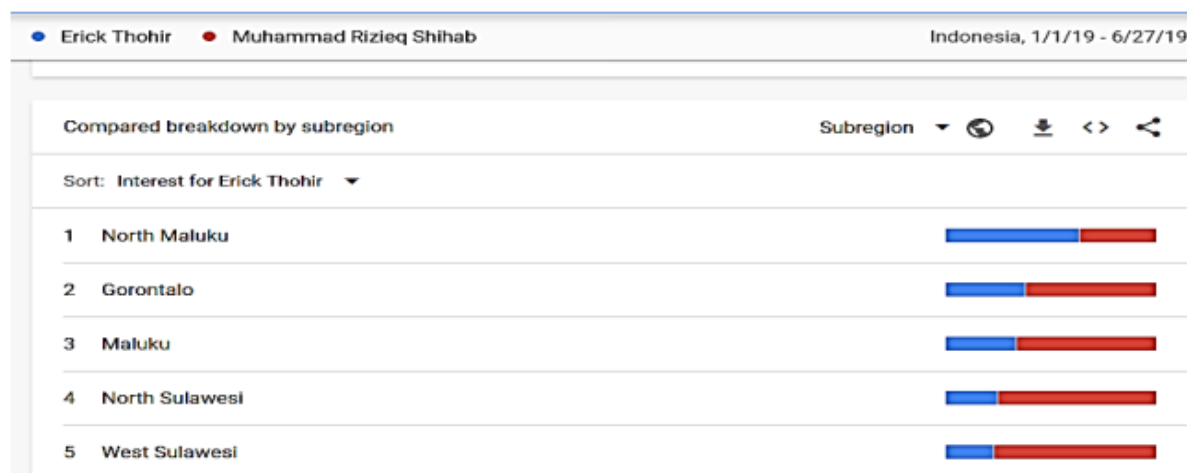 Erick Thohir Muhammad Rizieq Shihab Indonesia, 1/1/19 - 6/27/19
Compared breakdown by subregion Subregion
Sort: Interest for Erick Thohir
1 North Maluku
2 Gorontalo
3 Maluku
4 North Sulawesi
5 West Sulawesi